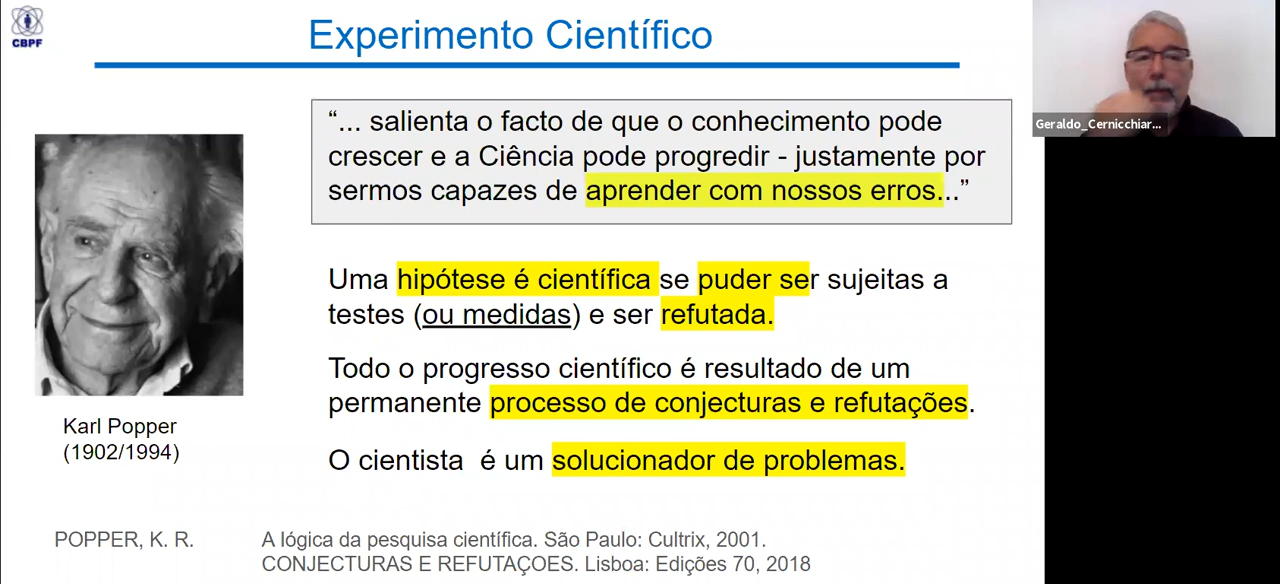 CBPF
Experimento Científico
Geraldo_Cernicchiar...
“... salienta o facto de que o conhecimento pode
crescer e a Ciência pode progredir - justamente por
sermos capazes de aprender com nossos erros...”
Uma hipótese é científica se puder ser sujeitas a
testes (ou medidas) e ser refutada.
Todo o progresso científico é resultado de um
permanente processo de conjecturas e refutações.
O cientista  é um solucionador de problemas.
Karl Popper
(1902/1994)
POPPER, K. R. A lógica da pesquisa científica. São Paulo: Cultrix, 2001.
CONJECTURAS E REFUTAÇOES. Lisboa: Edições 70, 2018